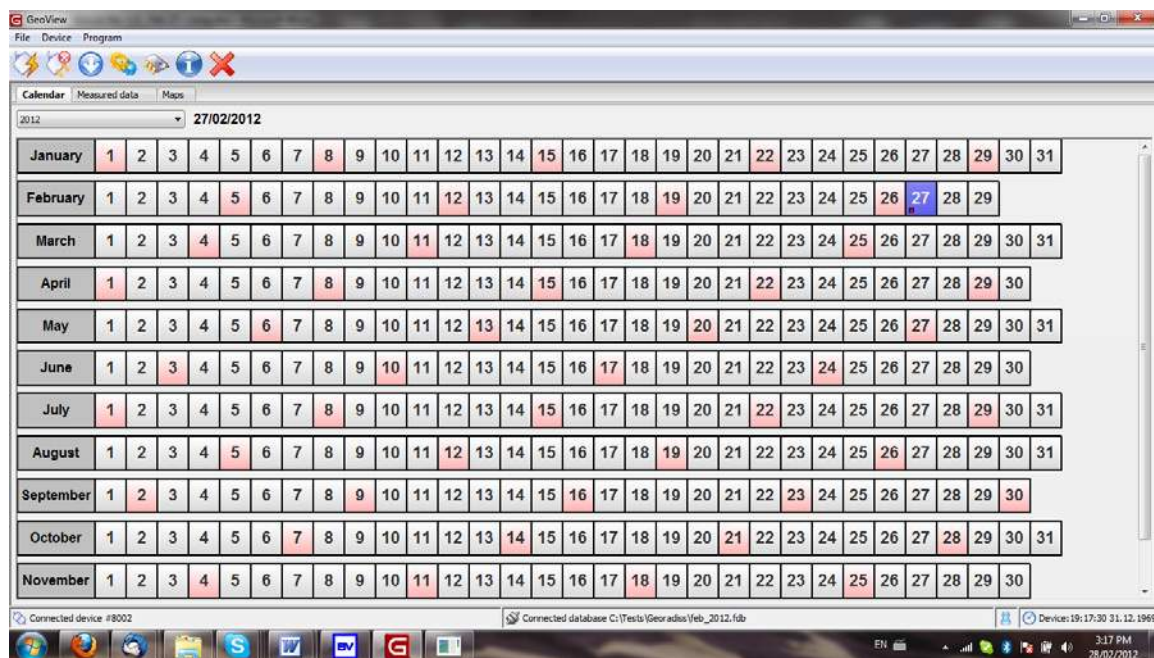 GeoView
File Device Program
Calendar Measured data Maps
2012 27/02/2012
January 1 2 3 4 5 6 7 8 9 10 11 12 13 14 15 16 17 18 19 20 21 22 23 24 25 26 27 28 29 30 31
February 1 2 3 4 5 6 7 8 9 10 11 12 13 14 15 16 17 18 19 20 21 22 23 24 25 26 27 28 29
March 1 2 3 4 5 6 7 8 9 10 11 12 13 14 15 16 17 18 19 20 21 22 23 24 25 26 27 28 29 30 31
April 1 2 3 4 5 6 7 8 9 10 11 12 13 14 15 16 17 18 19 20 21 22 23 24 25 26 27 28 29 30
May 1 2 3 4 5 6 7 8 9 10 11 12 13 14 15 16 17 18 19 20 21 22 23 24 25 26 27 28 29 30 31
June 1 2 3 4 5 6 7 8 9 10 11 12 13 14 15 16 17 18 19 20 21 22 23 24 25 26 27 28 29 30
July 1 2 3 4 5 6 7 8 9 10 11 12 13 14 15 16 17 18 19 20 21 22 23 24 25 26 27 28 29 30 31
August 1 2 3 4 5 6 7 8 9 10 11 12 13 14 15 16 17 18 19 20 21 22 23 24 25 26 27 28 29 30 31
September 1 2 3 4 5 6 7 8 9 10 11 12 13 14 15 16 17 18 19 20 21 22 23 24 25 26 27 28 29 30
October 1 2 3 4 5 6 7 8 9 10 11 12 13 14 15 16 17 18 19 20 21 22 23 24 25 26 27 28 29 30 31
November 1 2 3 4 5 6 7 8 9 10 11 12 13 14 15 16 17 18 19 20 21 22 23 24 25 26 27 28 29 30
Connected device #8002 Connected database C:\Tests\Georadiss\feb_2012.fdb Device: 19:17:30 31.12.1969
S W BV G EN 3:17 PM
28/02/2012